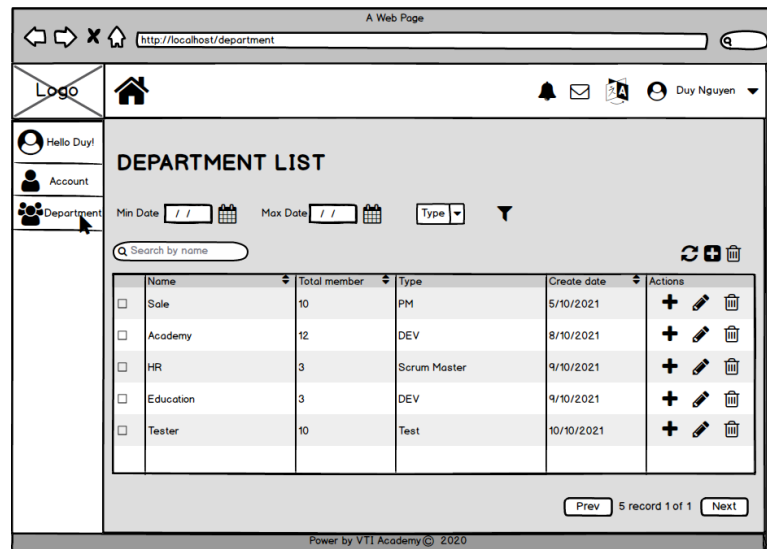 A Web Page
http://localhost/department
Logo
Duy Nguyen
Hello Duy!
Account
Department
DEPARTMENT LIST
Min Date / / Max Date / / Type
Search by name
Name Total member Type Create date Actions
Sale 10 PM 5/10/2021
Academy 12 DEV 8/10/2021
HR 3 Scrum Master 9/10/2021
Education 3 DEV 9/10/2021
Tester 10 Test 10/10/2021
Prev 5 record 1 of 1 Next
Power by VTI Academy© 2020